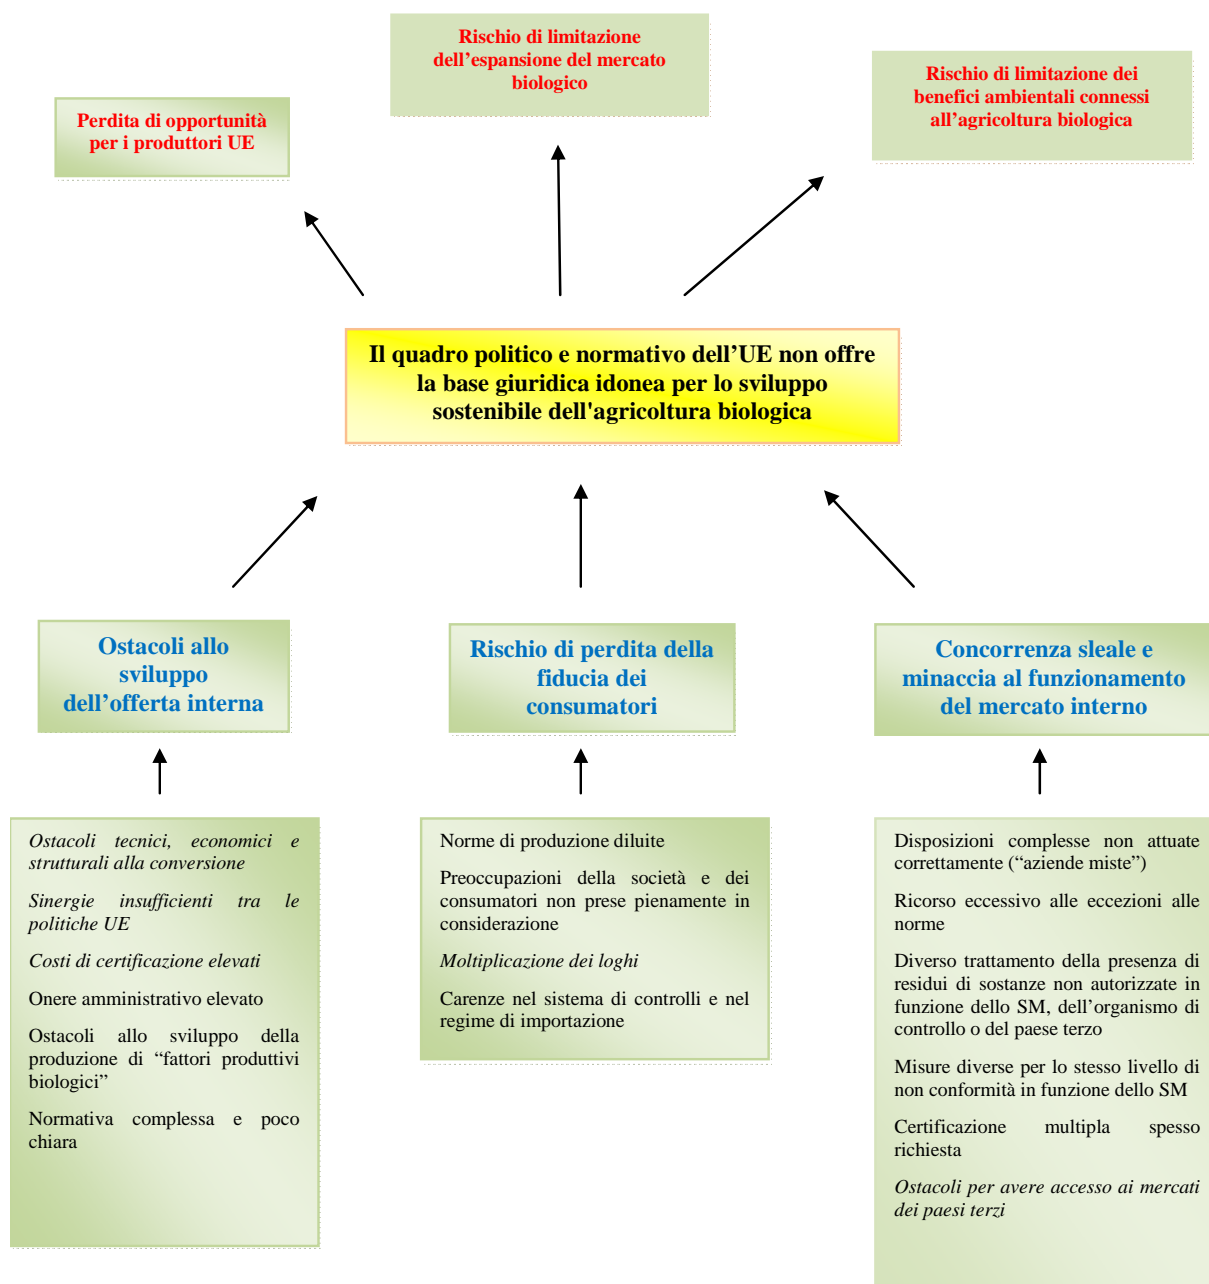 Rischio di limitazione
dell’espansione del mercato
biologico
Rischio di limitazione dei
benefici ambientali connessi
all’agricoltura biologica
Perdita di opportunità
per i produttori UE
Il quadro politico e normativo dell’UE non offre
la base giuridica idonea per lo sviluppo
sostenibile dell'agricoltura biologica
Ostacoli allo
sviluppo
dell’offerta interna
Rischio di perdita della
fiducia dei
consumatori
Concorrenza sleale e
minaccia al funzionamento
del mercato interno
Ostacoli tecnici, economici e
strutturali alla conversione
Sinergie insufficienti tra le
politiche UE
Costi di certificazione elevati
Onere amministrativo elevato
Ostacoli allo sviluppo della
produzione di “fattori produttivi
biologici”
Normativa complessa e poco
chiara
Norme di produzione diluite
Preoccupazioni della società e dei
consumatori non prese pienamente in
considerazione
Moltiplicazione dei loghi
Carenze nel sistema di controlli e nel
regime di importazione
Disposizioni complesse non attuate
correttamente (“aziende miste”)
Ricorso eccessivo alle eccezioni alle
norme
Diverso trattamento della presenza di
residui di sostanze non autorizzate in
funzione dello SM, dell’organismo di
controllo o del paese terzo
Misure diverse per lo stesso livello di
non conformità in funzione dello SM
Certificazione multipla spesso
richiesta
Ostacoli per avere accesso ai mercati
dei paesi terzi